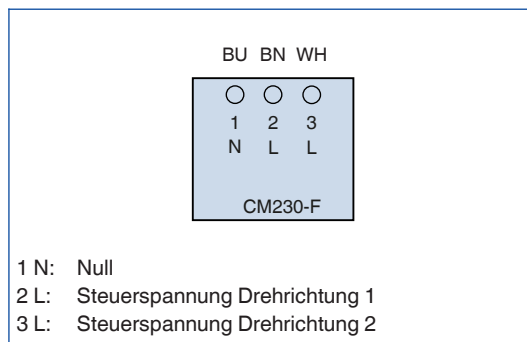 BU BN WH
1 2 3
N L L
CM230-F
1 N: Null
2 L: Steuerspannung Drehrichtung 1
3 L: Steuerspannung Drehrichtung 2